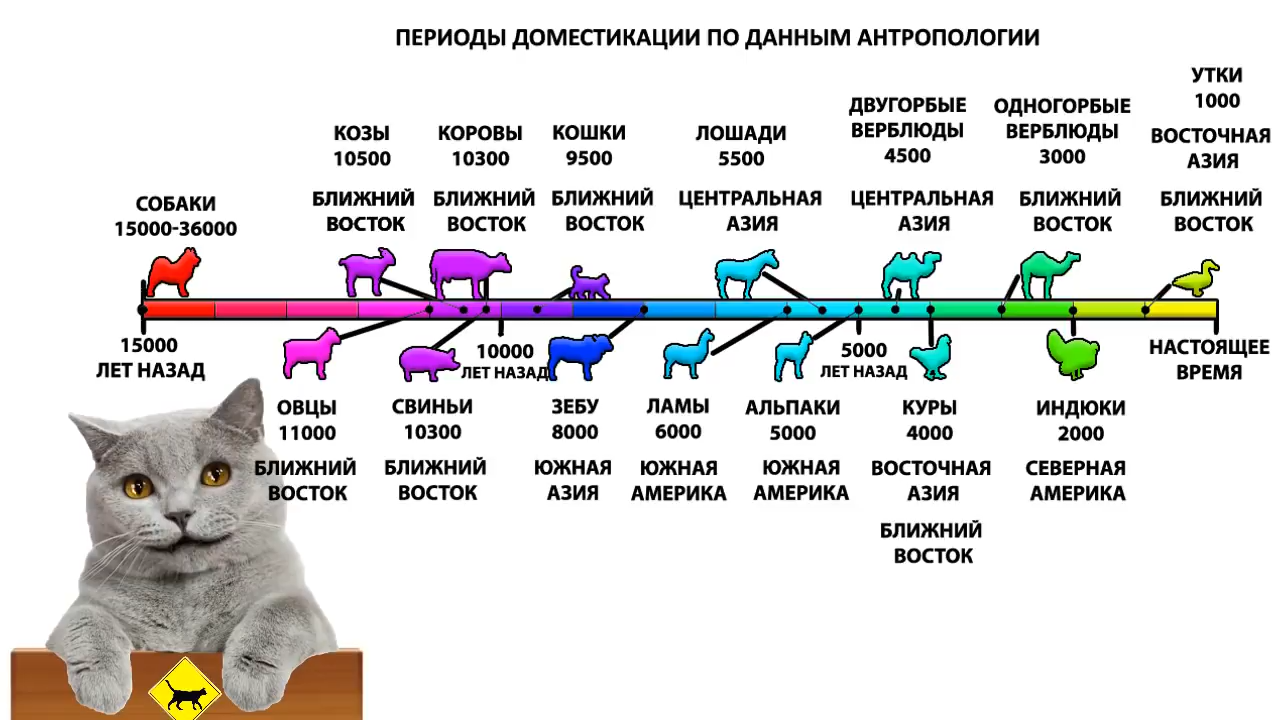 ПЕРИОДЫ ДОМЕСТИКАЦИИ ПО ДАННЫМ АНТРОПОЛОГИИ
СОБАКИ
15000-36000
КОЗЫ
10500
БЛИЖНИЙ
ВОСТОК
КОРОВЫ
10300
БЛИЖНИЙ
ВОСТОК
КОШКИ
9500
БЛИЖНИЙ
ВОСТОК
ЛОШАДИ
5500
ЦЕНТРАЛЬНАЯ
АЗИЯ
ДВУГОРБЫЕ
ВЕРБЛЮДЫ
4500
ЦЕНТРАЛЬНАЯ
АЗИЯ
ОДНОГОРБЫЕ
ВЕРБЛЮДЫ
3000
БЛИЖНИЙ
ВОСТОК
УТКИ
1000
ВОСТОЧНАЯ
АЗИЯ
БЛИЖНИЙ
ВОСТОК
15000
ЛЕТ НАЗАД
10000
ЛЕТ НАЗАД
5000
ЛЕТ НАЗАД
НАСТОЯЩЕЕ
ВРЕМЯ
ОВЦЫ
11000
БЛИЖНИЙ
ВОСТОК
СВИНЬИ
10300
БЛИЖНИЙ
ВОСТОК
ЗЕБУ
8000
ЮЖНАЯ
АЗИЯ
ЛАМЫ
6000
ЮЖНАЯ
АМЕРИКА
АЛЬПАКИ
5000
ЮЖНАЯ
АМЕРИКА
КУРЫ
4000
ВОСТОЧНАЯ
АЗИЯ
БЛИЖНИЙ
ВОСТОК
ИНДЮКИ
2000
СЕВЕРНАЯ
АМЕРИКА